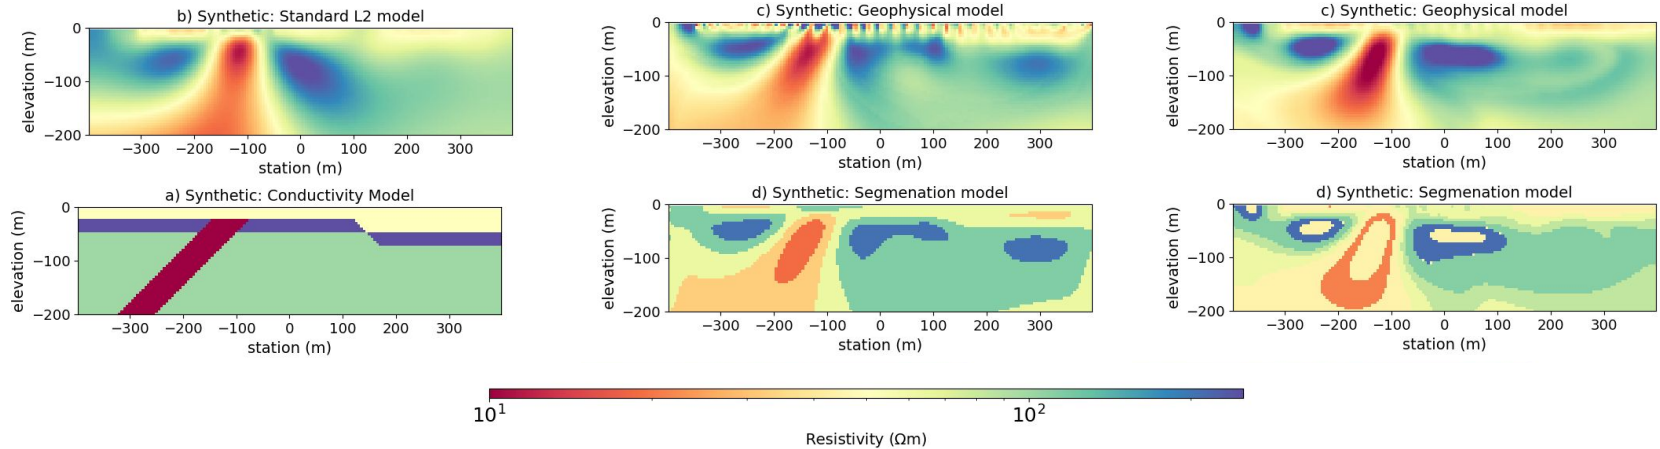 b) Synthetic: Standard L2 model
0
−100
−200
elevation (m)
−300 −200 −100 0 100 200 300
station (m)
a) Synthetic: Conductivity Model
0
−100
−200
elevation (m)
−300 −200 −100 0 100 200 300
station (m)
c) Synthetic: Geophysical model
0
−100
−200
elevation (m)
−300 −200 −100 0 100 200 300
station (m)
d) Synthetic: Segmenation model
0
−100
−200
elevation (m)
−300 −200 −100 0 100 200 300
station (m)
c) Synthetic: Geophysical model
0
−100
−200
elevation (m)
−300 −200 −100 0 100 200 300
station (m)
d) Synthetic: Segmenation model
0
−100
−200
elevation (m)
−300 −200 −100 0 100 200 300
station (m)
10¹ 10²
Resistivity (Ωm)